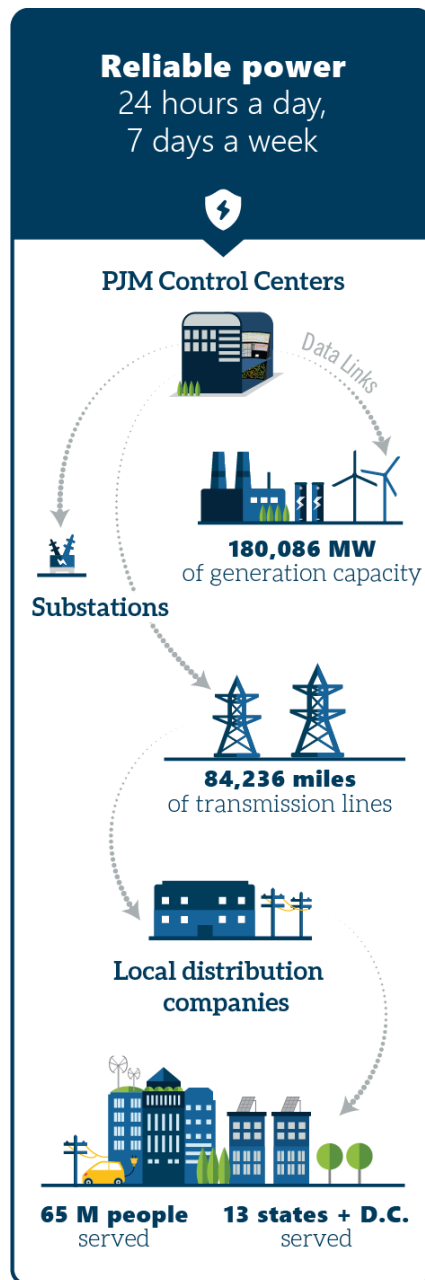 Reliable power
24 hours a day,
7 days a week
PJM Control Centers
Data Links
180,086 MW
of generation capacity
Substations
84,236 miles
of transmission lines
Local distribution
companies
65 M people
served
13 states + D.C.
served